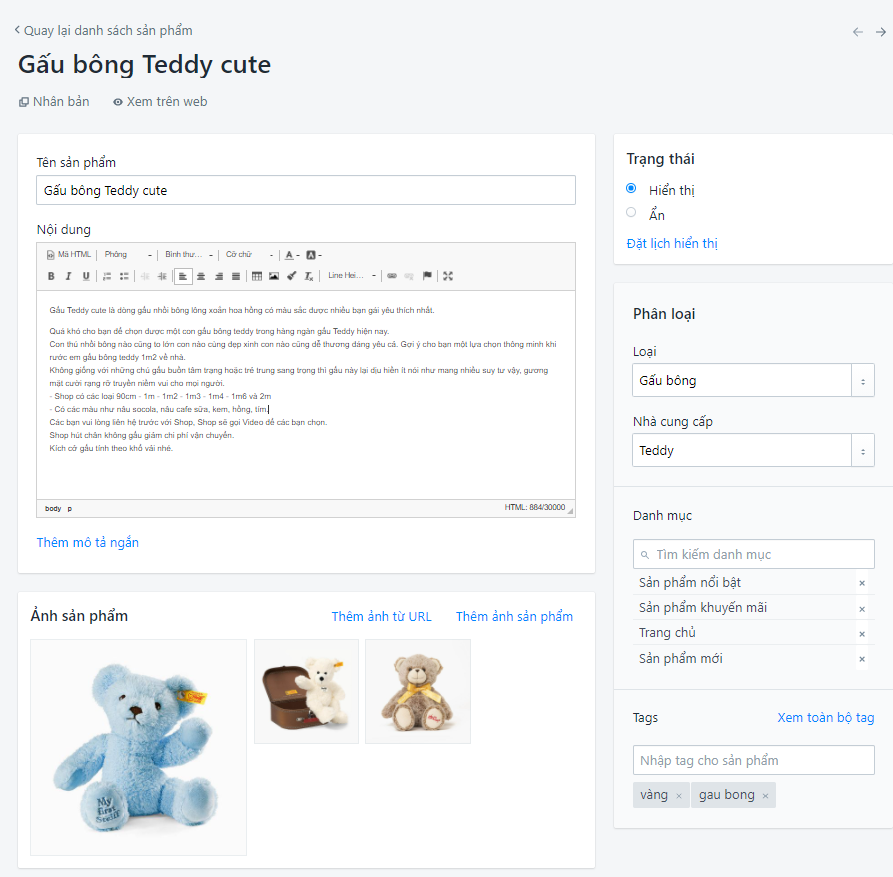 Quay lại danh sách sản phẩm
Gấu bông Teddy cute
Nhân bản Xem trên web
Tên sản phẩm
Gấu bông Teddy cute
Nội dung
Mã HTML Phông Bình thư... Cỡ chữ A A
B I U Line Hei...
Gấu Teddy cute là dòng gấu nhồi bông lông xoắn hoa hồng có màu sắc được nhiều bạn gái yêu thích nhất.
Quá khó cho bạn để chọn được một con gấu bông teddy trong hàng ngàn gấu Teddy hiện nay.
Con thú nhồi bông nào cũng to lớn con nào cũng đẹp xinh con nào cũng dễ thương đáng yêu cả. Gợi ý cho bạn một lựa chọn thông minh khi
rước em gấu bông teddy 1m2 về nhà.
Không giống với những chú gấu buồn tâm trạng hoặc trẻ trung sang trọng thì gấu này lại dịu hiền ít nói như mang nhiều suy tư vậy, gương
mặt cười rạng rỡ truyền niềm vui cho mọi người.
- Shop có các loại 90cm - 1m - 1m2 - 1m3 - 1m4 - 1m6 và 2m
- Có các màu như nâu socola, nâu cafe sữa, kem, hồng, tím.
Các bạn vui lòng liên hệ trước với Shop, Shop sẽ gọi Video để các bạn chọn.
Shop hút chân không gấu giảm chi phí vận chuyển.
Kích cỡ gấu tính theo khổ vải nhé.
body p HTML: 884/30000
Thêm mô tả ngắn
Ảnh sản phẩm Thêm ảnh từ URL Thêm ảnh sản phẩm
My
First
Steiff
Trạng thái
Hiển thị
Ẩn
Đặt lịch hiển thị
Phân loại
Loại
Gấu bông
Nhà cung cấp
Teddy
Danh mục
Tìm kiếm danh mục
Sản phẩm nổi bật ×
Sản phẩm khuyến mãi ×
Trang chủ ×
Sản phẩm mới ×
Tags Xem toàn bộ tag
Nhập tag cho sản phẩm
vàng × gau bong ×